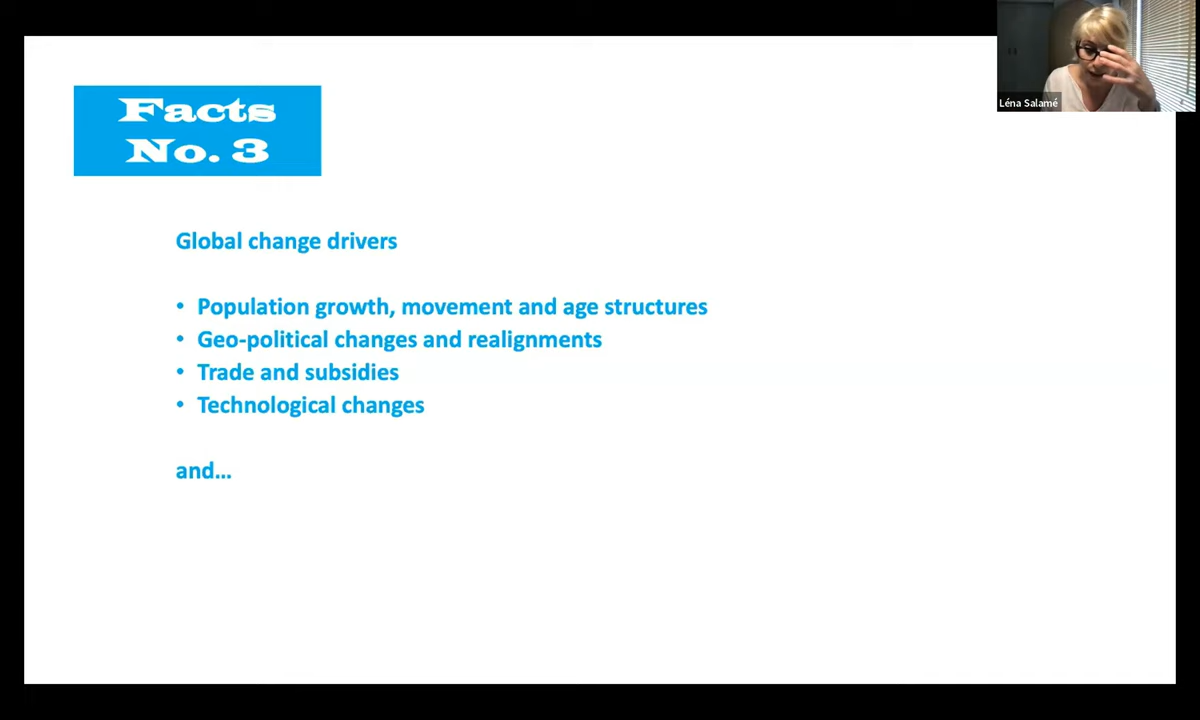 Facts
No. 3
Léna Salamé
Global change drivers
• Population growth, movement and age structures
• Geo-political changes and realignments
• Trade and subsidies
• Technological changes
and...